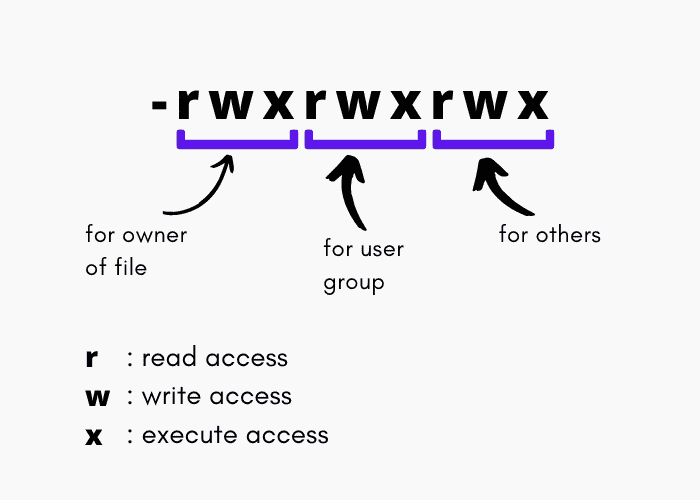 -rwxrwxrwx
for owner
of file
for user
group
for others
r : read access
w : write access
x : execute access